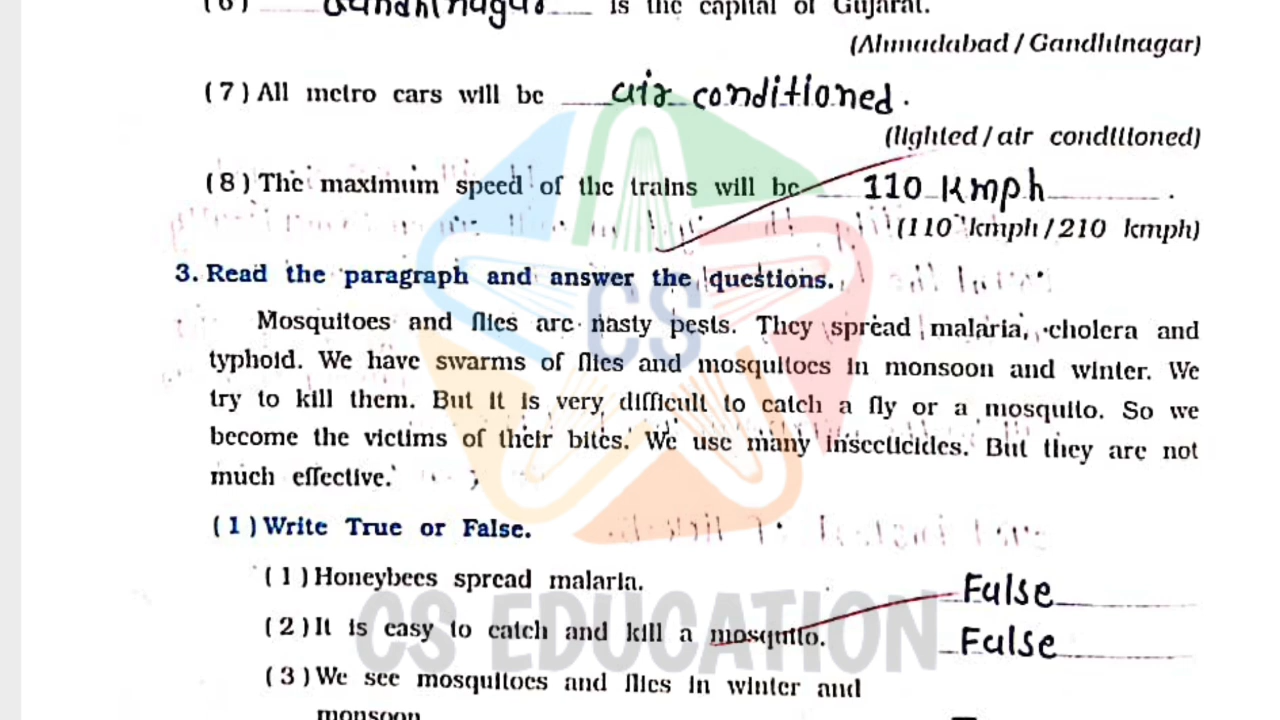 (6) Gandhinagar is the capital of Gujarat.
(Ahmadabad / Gandhinagar)
(7) All metro cars will be air conditioned.
(lighted / air conditioned)
(8) The maximum speed of the trains will be 110 kmph.
(110 kmph / 210 kmph)
3. Read the paragraph and answer the questions.
Mosquitoes and flies are nasty pests. They spread malaria, cholera and
typhoid. We have swarms of flies and mosquitoes in monsoon and winter. We
try to kill them. But it is very difficult to catch a fly or a mosquito. So we
become the victims of their bites. We use many insecticides. But they are not
much effective.
(1) Write True or False.
(1) Honeybees spread malaria. False
(2) It is easy to catch and kill a mosquito. False
(3) We see mosquitoes and flies in winter and
monsoon
CS
CS EDUCATION